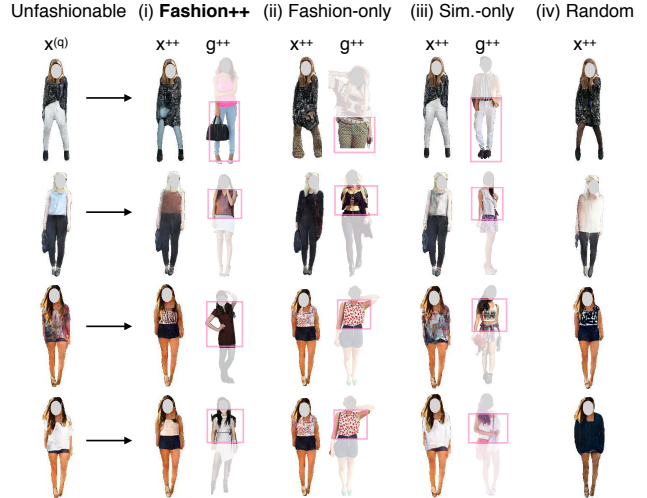 Unfashionable (i) Fashion++ (ii) Fashion-only (iii) Sim.-only (iv) Random
x(q) x++ g++ x++ g++ x++ g++ x++